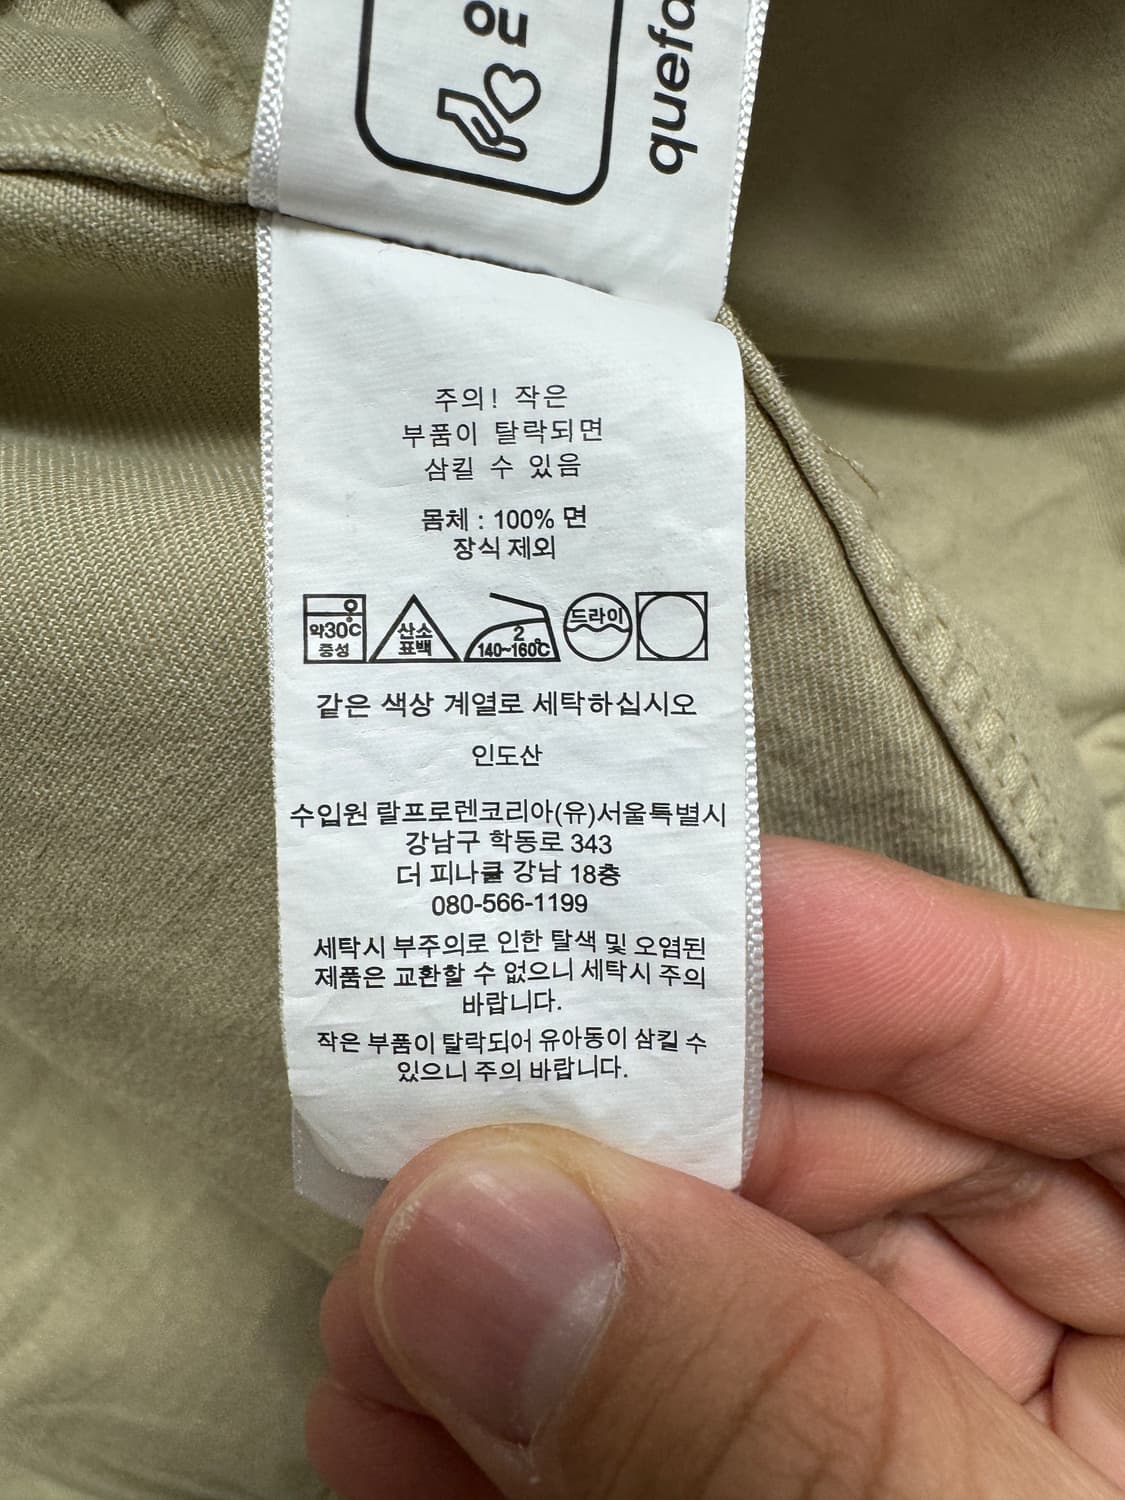 ou
quefa
주의! 작은
부품이 탈락되면
삼킬 수 있음
몸체 : 100% 면
장식 제외
약30℃
중성
산소
표백
2
140~160℃
드라이
같은 색상 계열로 세탁하십시오
인도산
수입원 랄프로렌코리아(유)서울특별시
강남구 학동로 343
더 피나클 강남 18층
080-566-1199
세탁시 부주의로 인한 탈색 및 오염된
제품은 교환할 수 없으니 세탁시 주의
바랍니다.
작은 부품이 탈락되어 유아동이 삼킬 수
있으니 주의 바랍니다.